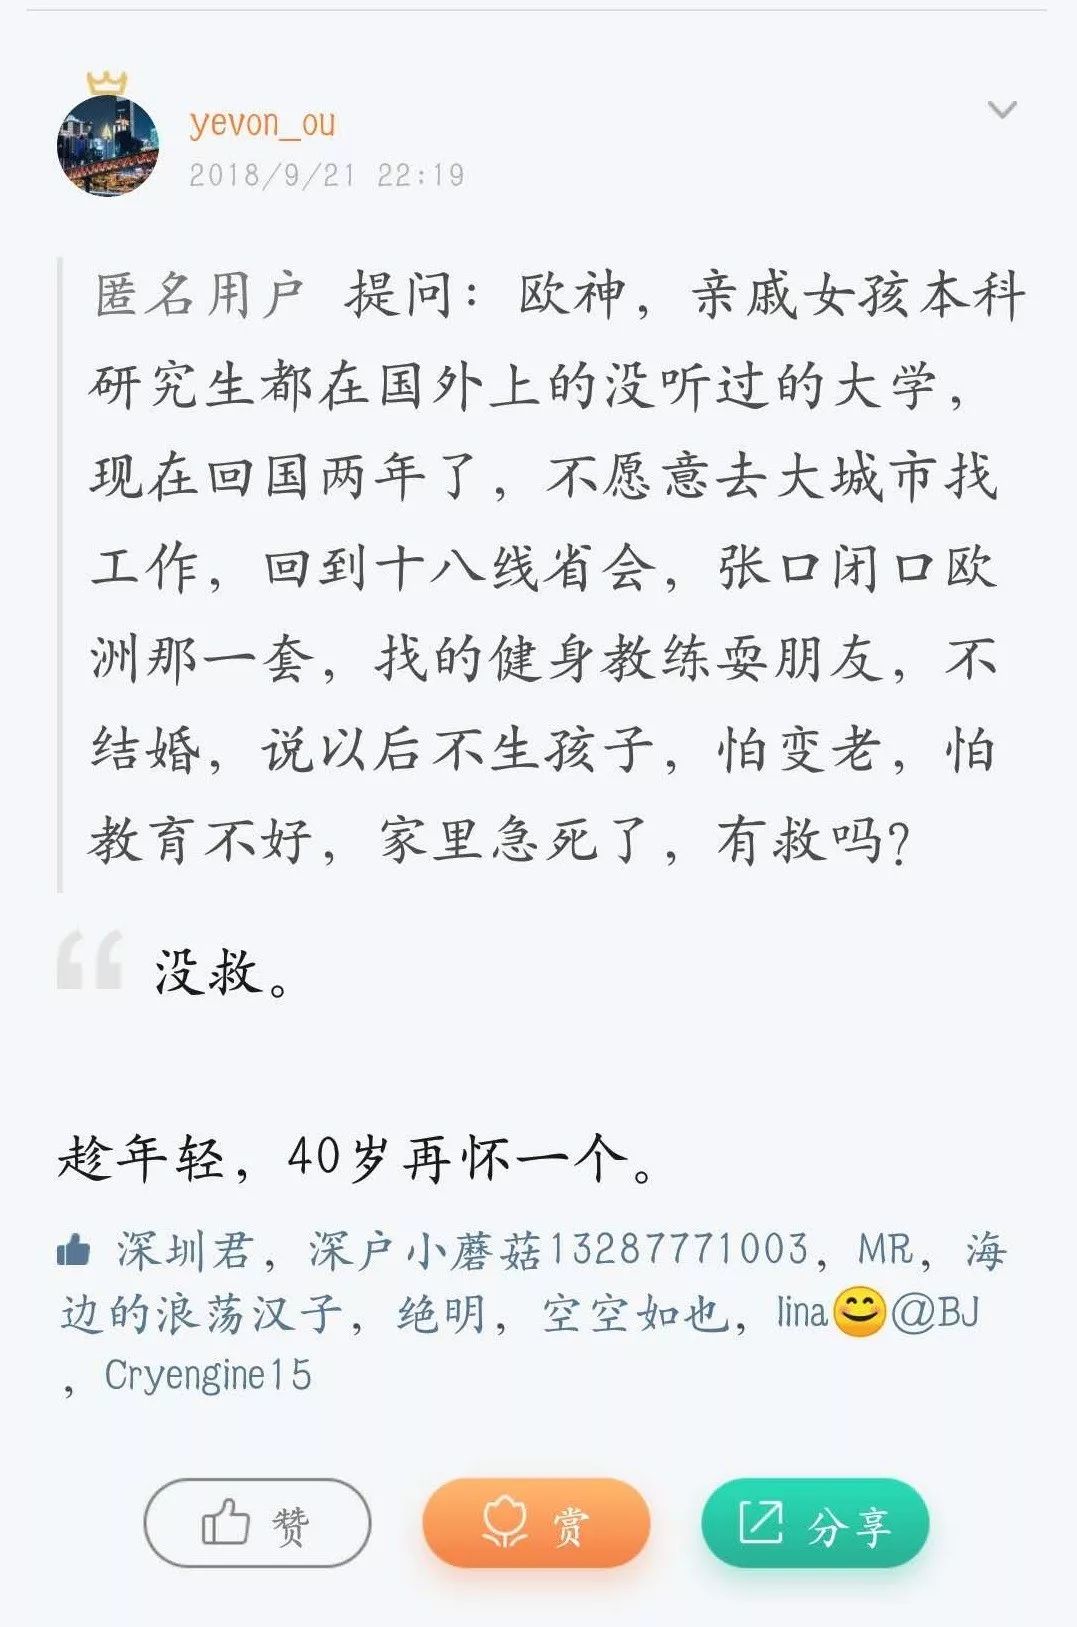 yevon_ou
2018/9/21 22:19
匿名用户 提问：欧神，亲戚女孩本科
研究生都在国外上的没听过的大学，
现在回国两年了，不愿意去大城市找
工作，回到十八线省会，张口闭口欧
洲那一套，找的健身教练耍朋友，不
结婚，说以后不生孩子，怕变老，怕
教育不好，家里急死了，有救吗？
“ 没救。
趁年轻，40岁再怀一个。
深圳君，深户小蘑菇13287771003，MR，海
边的浪荡汉子，绝明，空空如也，lina😊@BJ
，Cryengine15
赞
赏
分享